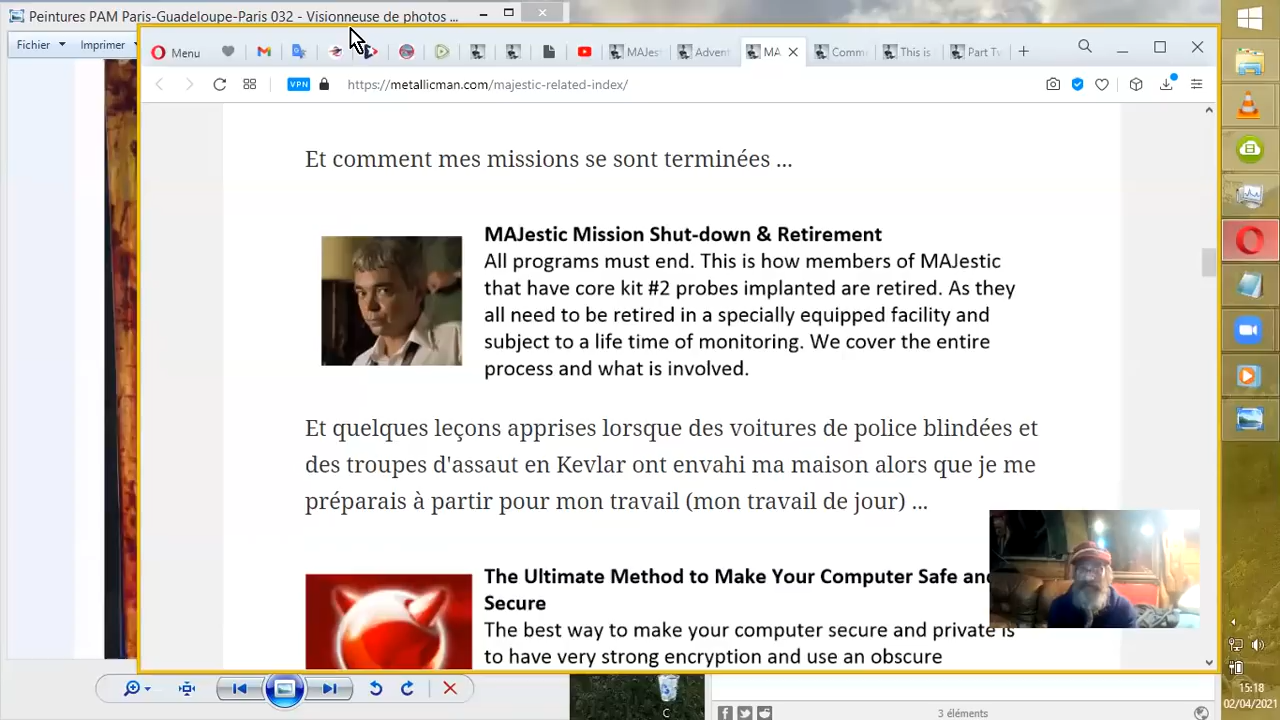 Peintures PAM Paris-Guadeloupe-Paris 032 - Visionneuse de photos ...
Fichier
Imprimer
Menu
MAJest
Advent
MA
Comm
This is
Part Tw
VPN
https://metallicman.com/majestic-related-index/
Et comment mes missions se sont terminées ...
MAJestic Mission Shut-down & Retirement
All programs must end. This is how members of MAJestic
that have core kit #2 probes implanted are retired. As they
all need to be retired in a specially equipped facility and
subject to a life time of monitoring. We cover the entire
process and what is involved.
Et quelques leçons apprises lorsque des voitures de police blindées et
des troupes d'assaut en Kevlar ont envahi ma maison alors que je me
préparais à partir pour mon travail (mon travail de jour) ...
The Ultimate Method to Make Your Computer Safe and
Secure
The best way to make your computer secure and private is
to have very strong encryption and use an obscure
C
3 éléments
15:18
02/04/2021